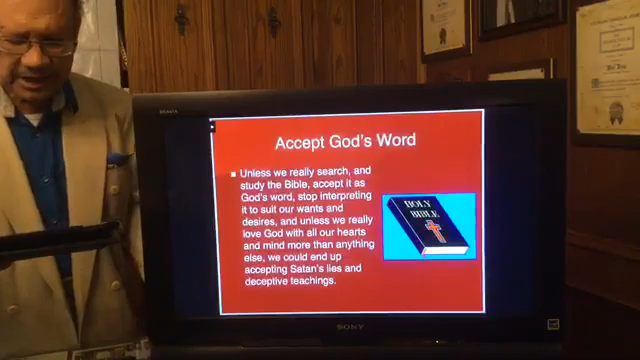 Accept God's Word
Unless we really search, and
study the Bible, accept it as
God's word, stop interpreting
it to suit our wants and
desires, and unless we really
love God with all our hearts
and mind more than anything
else, we could end up
accepting Satan's lies and
deceptive teachings.
HOLY
BIBLE
SONY